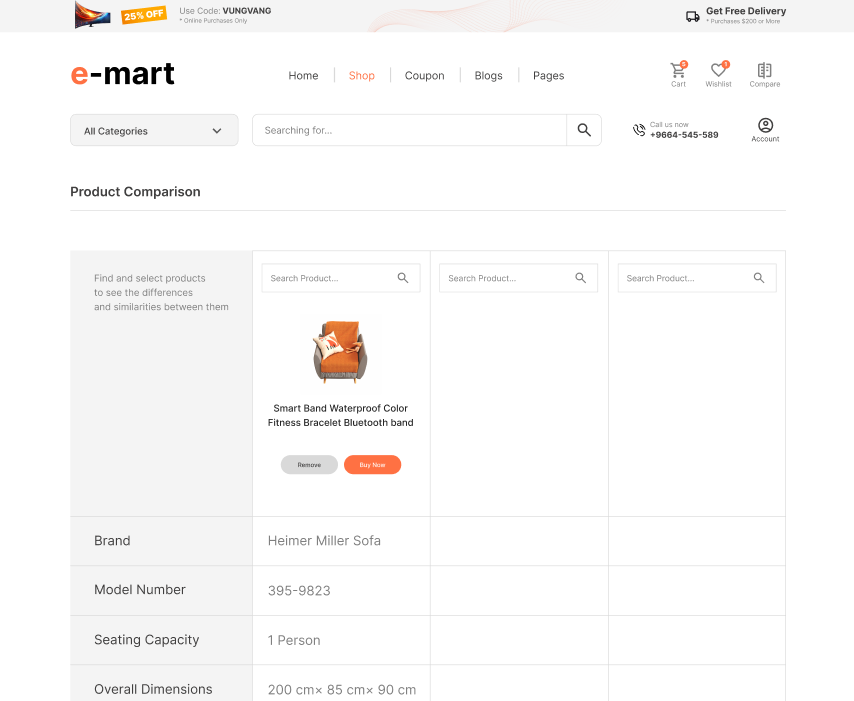 25% OFF
Use Code: VUNGVANG
* Online Purchases Only
Get Free Delivery
* Purchases $200 or More
e-mart
Home
Shop
Coupon
Blogs
Pages
5
Cart
1
Wishlist
Compare
All Categories
Searching for...
Call us now
+9664-545-589
Account
Product Comparison
Find and select products
to see the differences
and similarities between them
Search Product...
Search Product...
Search Product...
Smart Band Waterproof Color
Fitness Bracelet Bluetooth band
Remove
Buy Now
Brand
Heimer Miller Sofa
Model Number
395-9823
Seating Capacity
1 Person
Overall Dimensions
200 cm× 85 cm× 90 cm